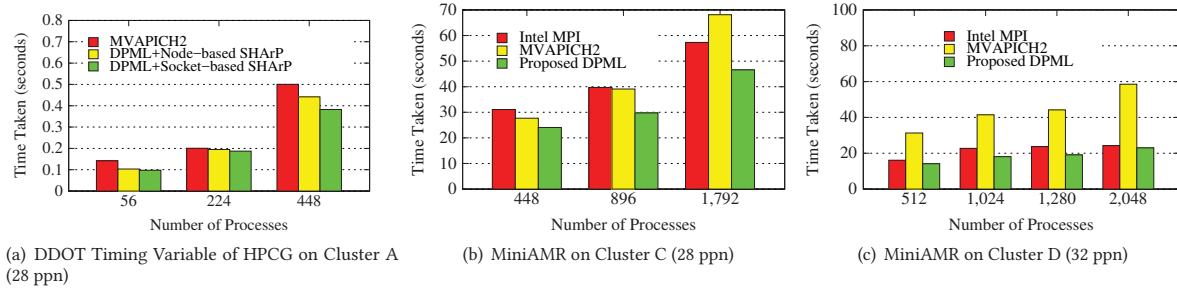 0.8
0.7
0.6
0.5
0.4
0.3
0.2
0.1
0
Time Taken (seconds)
MVAPICH2
DPML+Node-based SHArP
DPML+Socket-based SHArP
56 224 448
Number of Processes
(a) DDOT Timing Variable of HPCG on Cluster A
(28 ppn)
70
60
50
40
30
20
10
0
Time Taken (seconds)
Intel MPI
MVAPICH2
Proposed DPML
448 896 1,792
Number of Processes
(b) MiniAMR on Cluster C (28 ppn)
100
80
60
40
20
0
Time Taken (seconds)
Intel MPI
MVAPICH2
Proposed DPML
512 1,024 1,280 2,048
Number of Processes
(c) MiniAMR on Cluster D (32 ppn)